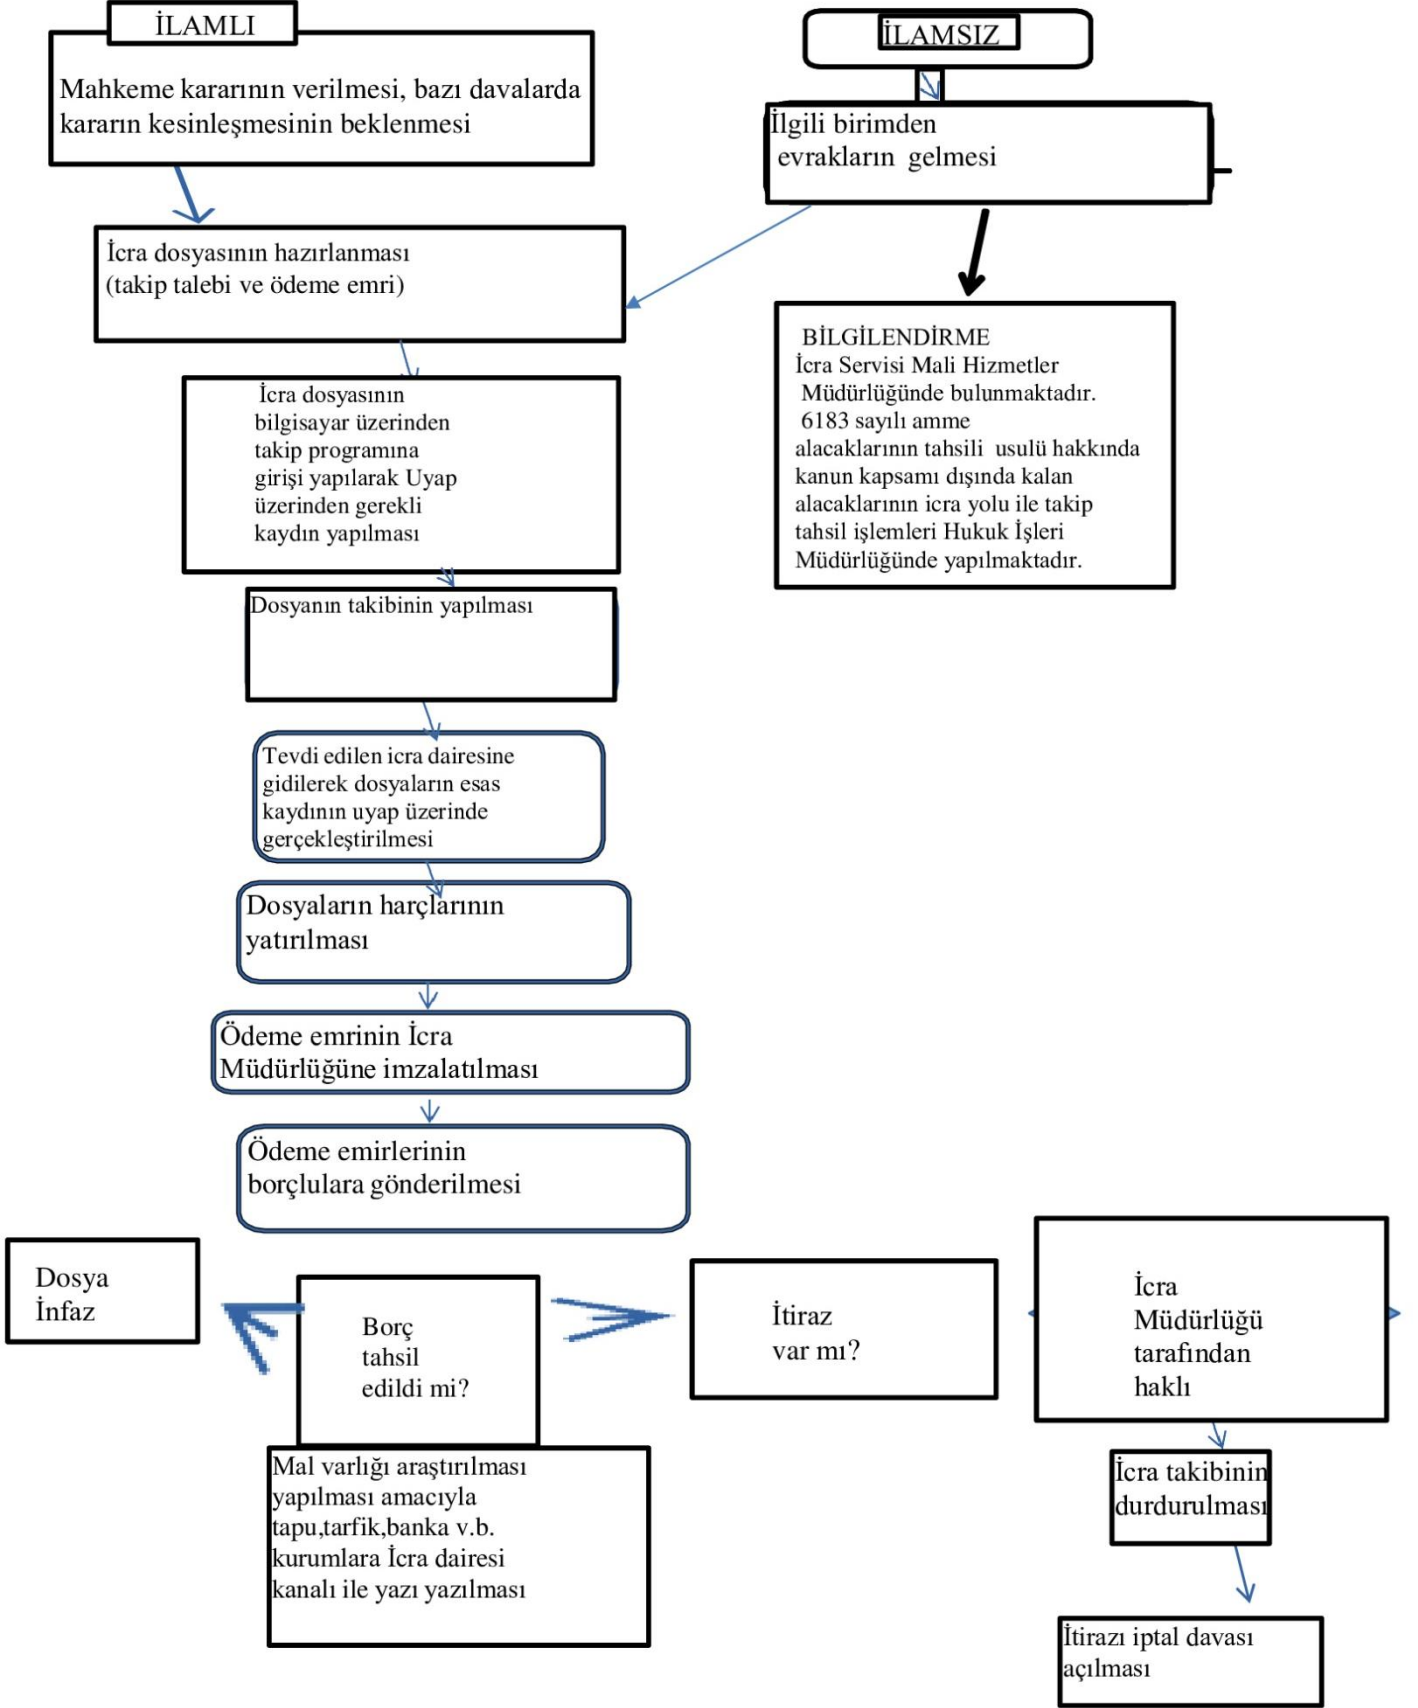 İLAMLI
Mahkeme kararının verilmesi, bazı davalarda
kararın kesinleşmesinin beklenmesi
İLAMSIZ
İlgili birimden
evrakların gelmesi
İcra dosyasının hazırlanması
(takip talebi ve ödeme emri)
BİLGİLENDİRME
İcra Servisi Mali Hizmetler
Müdürlüğünde bulunmaktadır.
6183 sayılı amme
alacaklarının tahsili usulü hakkında
kanun kapsamı dışında kalan
alacaklarının icra yolu ile takip
tahsil işlemleri Hukuk İşleri
Müdürlüğünde yapılmaktadır.
İcra dosyasının
bilgisayar üzerinden
takip programına
girişi yapılarak Uyap
üzerinden gerekli
kaydın yapılması
Dosyanın takibinin yapılması
Tevdi edilen icra dairesine
gidilerek dosyaların esas
kaydının uyap üzerinde
gerçekleştirilmesi
Dosyaların harçlarının
yatırılması
Ödeme emrinin İcra
Müdürlüğüne imzalatılması
Ödeme emirlerinin
borçlulara gönderilmesi
Dosya
İnfaz
Borç
tahsil
edildi mi?
İtiraz
var mı?
İcra
Müdürlüğü
tarafından
haklı
Mal varlığı araştırılması
yapılması amacıyla
tapu,tarfik,banka v.b.
kurumlara İcra dairesi
kanalı ile yazı yazılması
İcra takibinin
durdurulması
İtirazı iptal davası
açılması